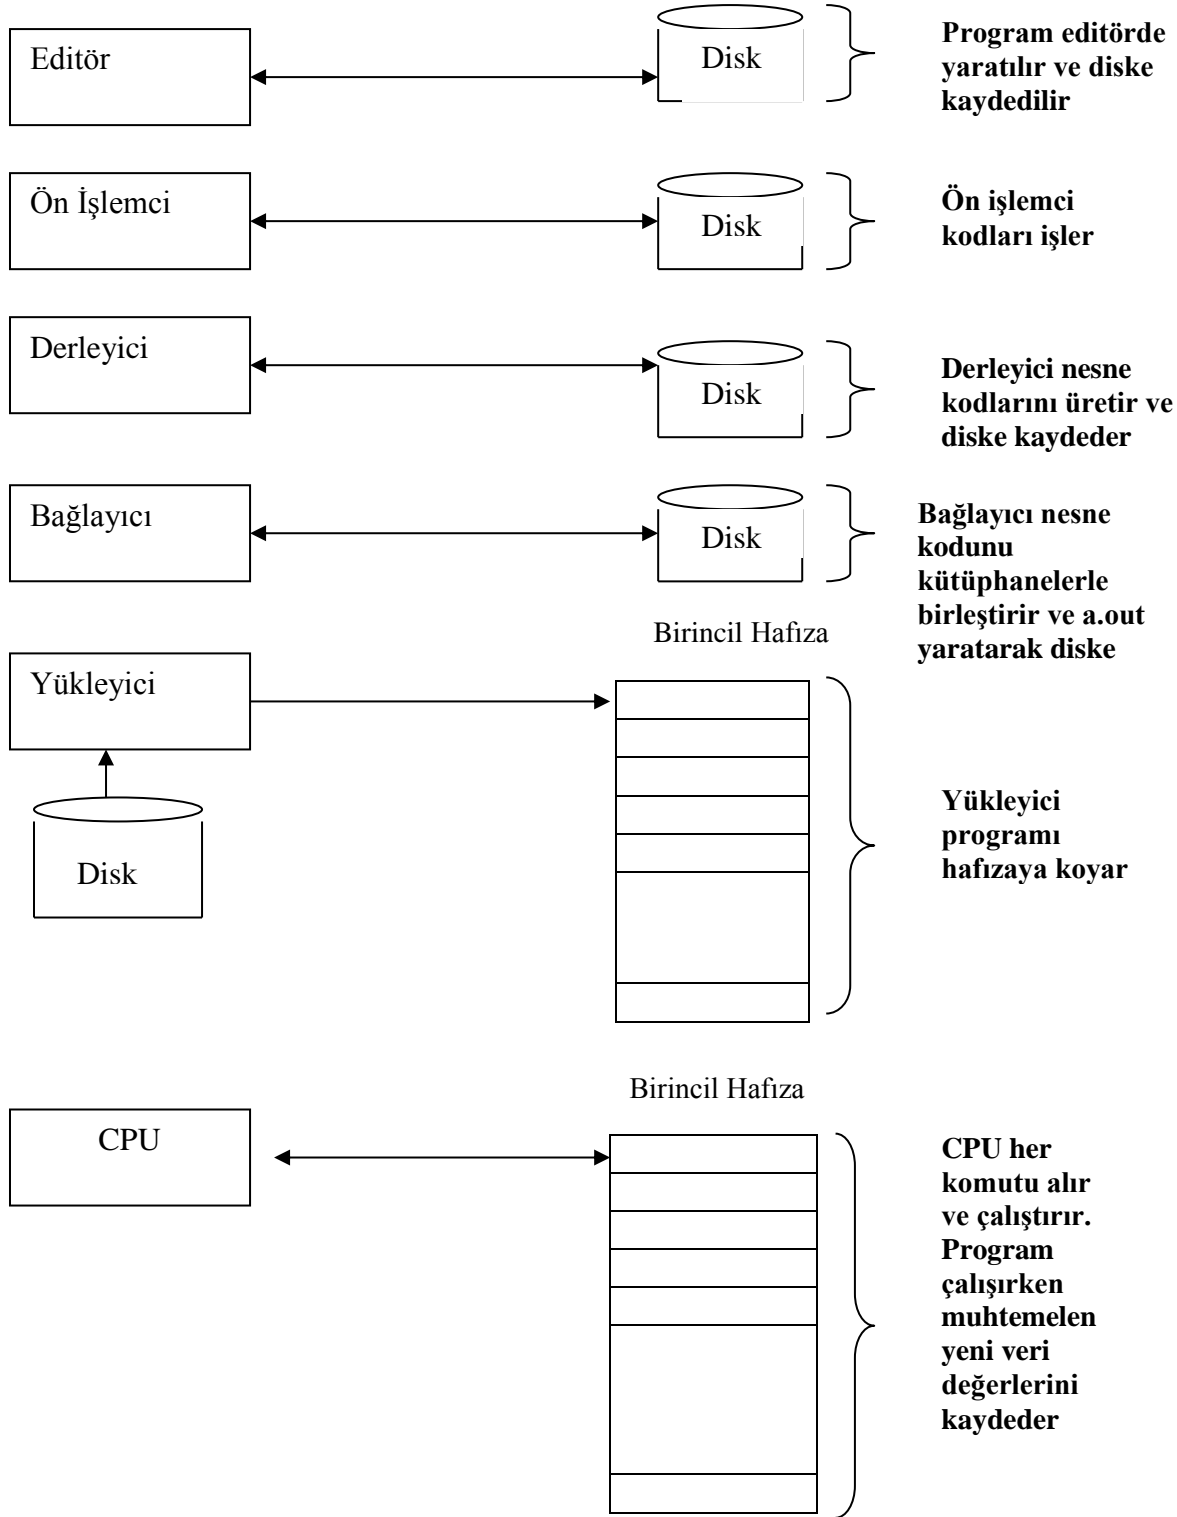 Editör
Disk
Program editörde
yaratılır ve diske
kaydedilir
Ön İşlemci
Disk
Ön işlemci
kodları işler
Derleyici
Disk
Derleyici nesne
kodlarını üretir ve
diske kaydeder
Bağlayıcı
Disk
Bağlayıcı nesne
kodunu
kütüphanelerle
birleştirir ve a.out
yaratarak diske
Birincil Hafıza
Yükleyici
Disk
Yükleyici
programı
hafızaya koyar
Birincil Hafıza
CPU
CPU her
komutu alır
ve çalıştırır.
Program
çalışırken
muhtemelen
yeni veri
değerlerini
kaydeder